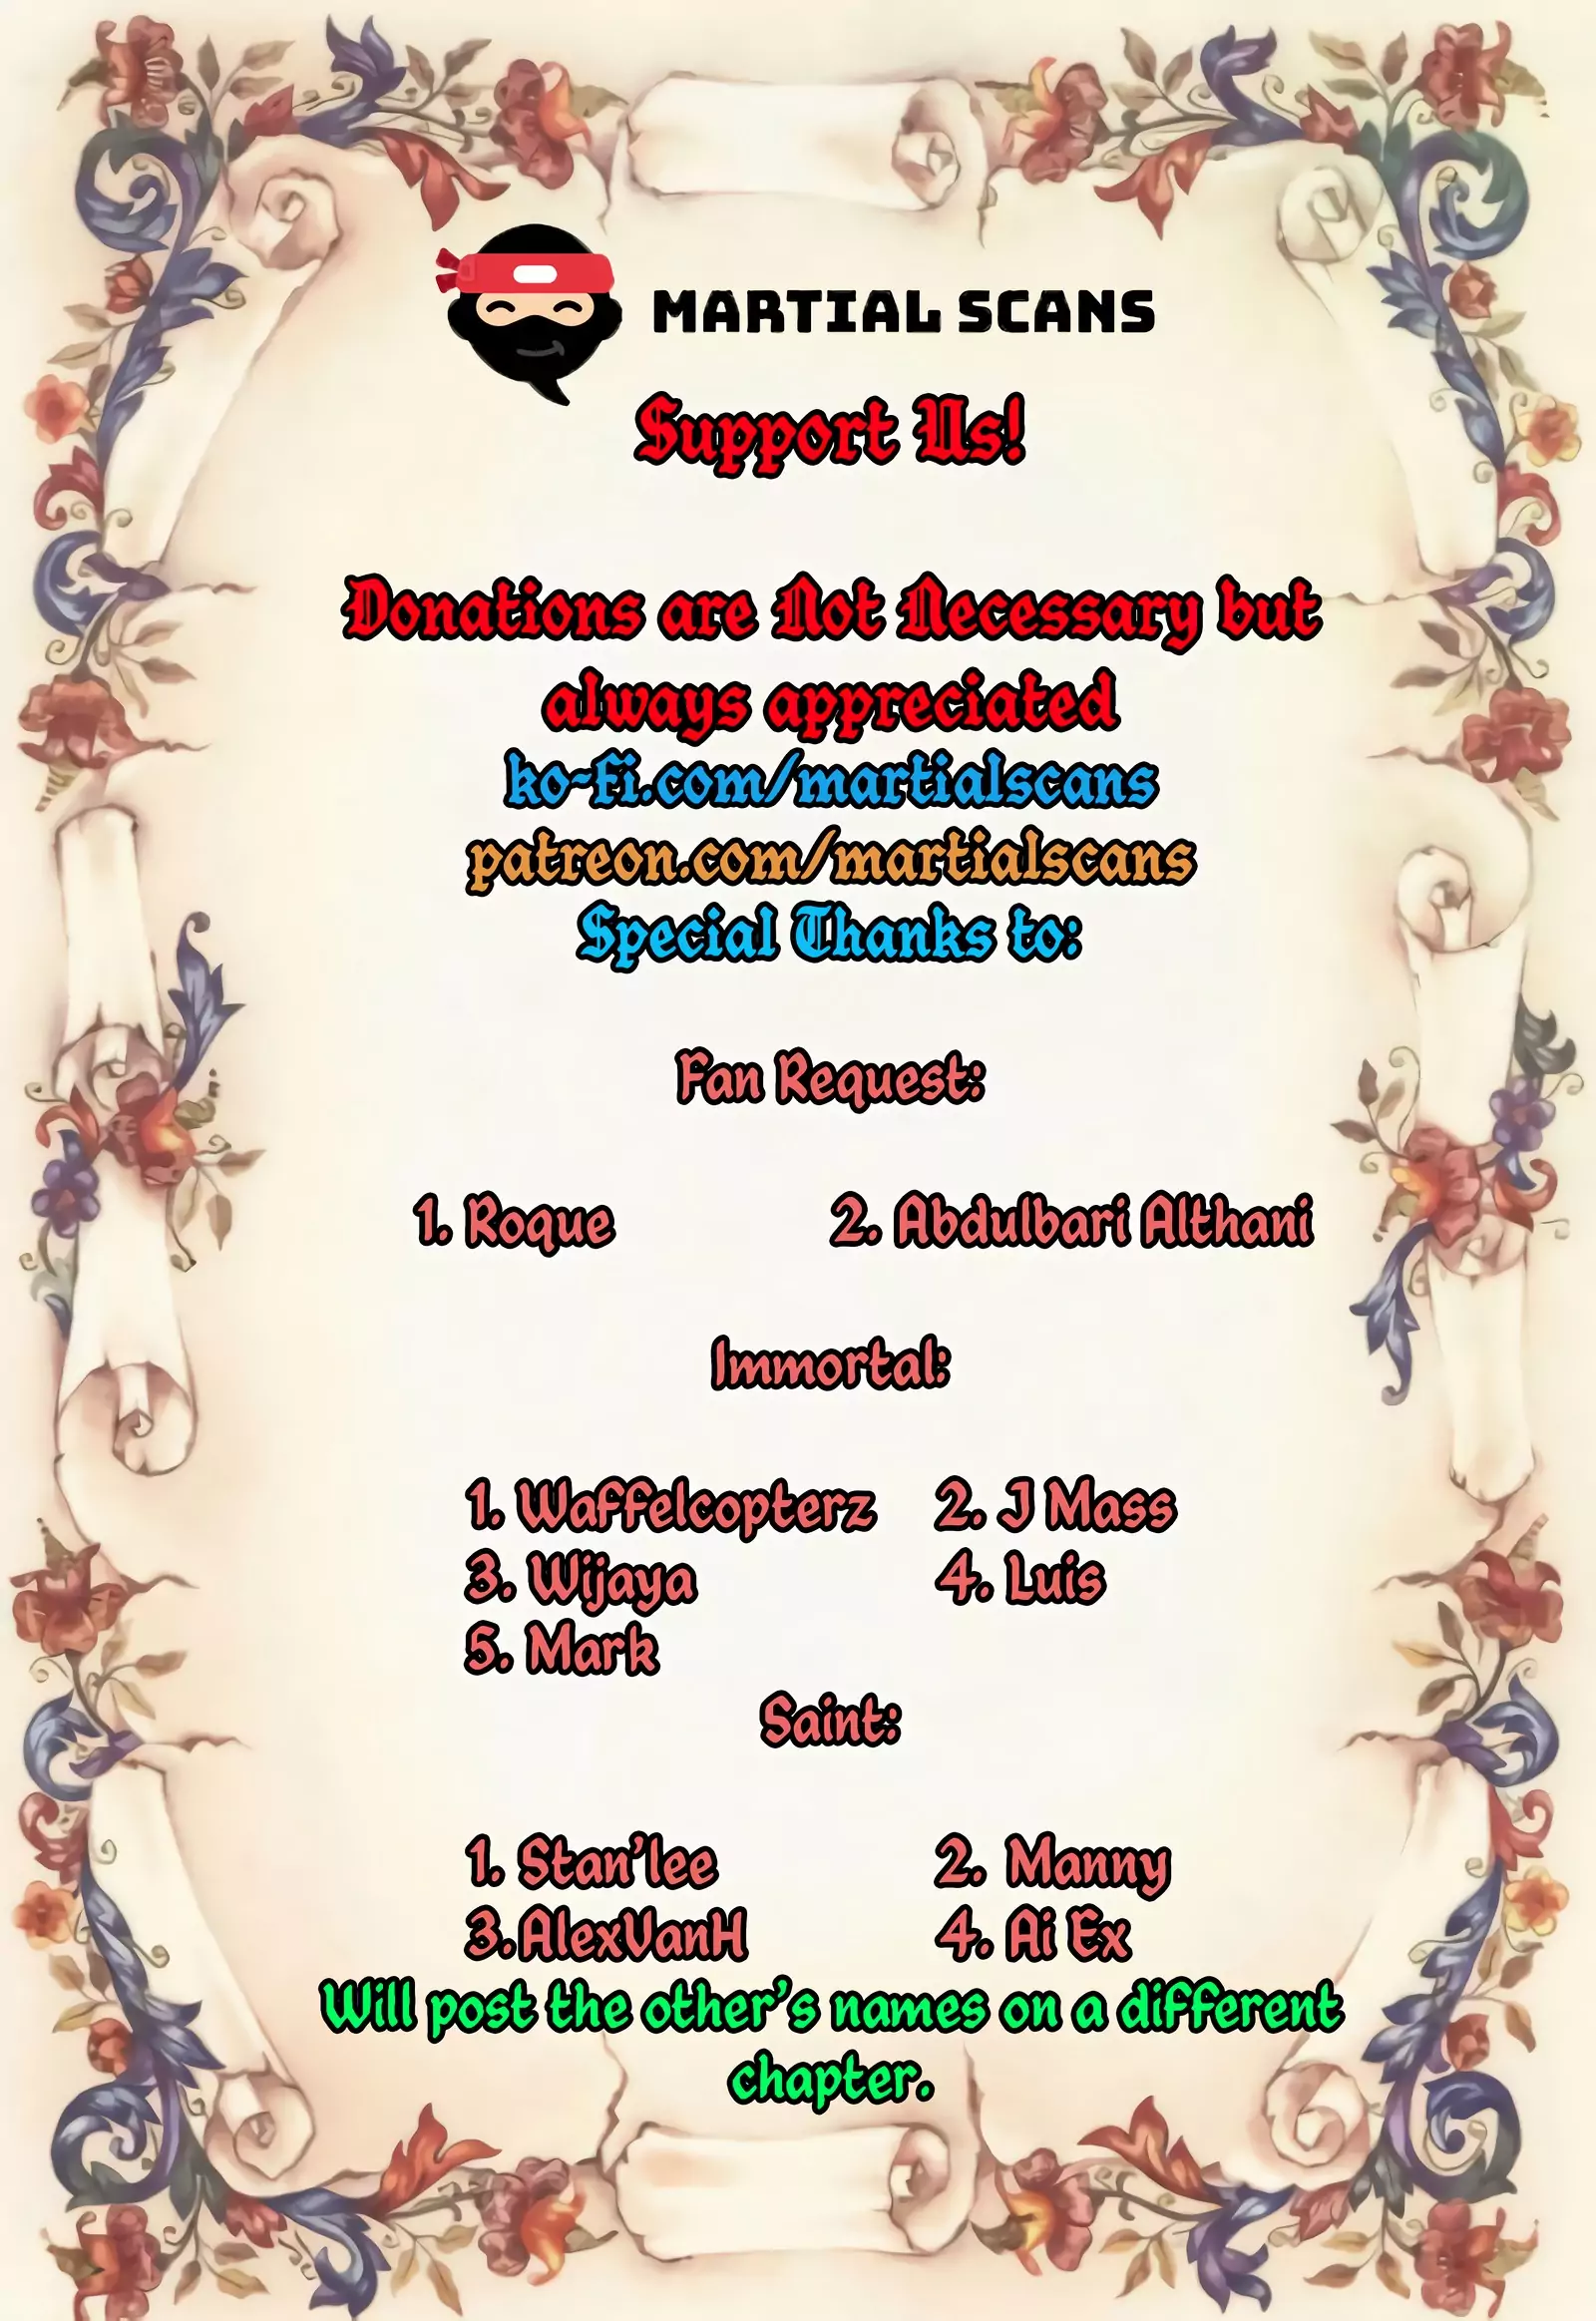 MARTIAL SCANS
Support Us!
Donations are Not Necessary but
always appreciated
ko-fi.com/martialscans
patreon.com/martialscans
Special Thanks to:
Fan Request:
1. Roque 2. Abdulbari Althani
Immortal:
1. Waffelcopterz 2. J Mass
3. Wijaya 4. Luis
5. Mark
Saint:
1. Stan'lee 2. Manny
3.AlexVanH 4. Ai Ex
Will post the other's names on a different
chapter.